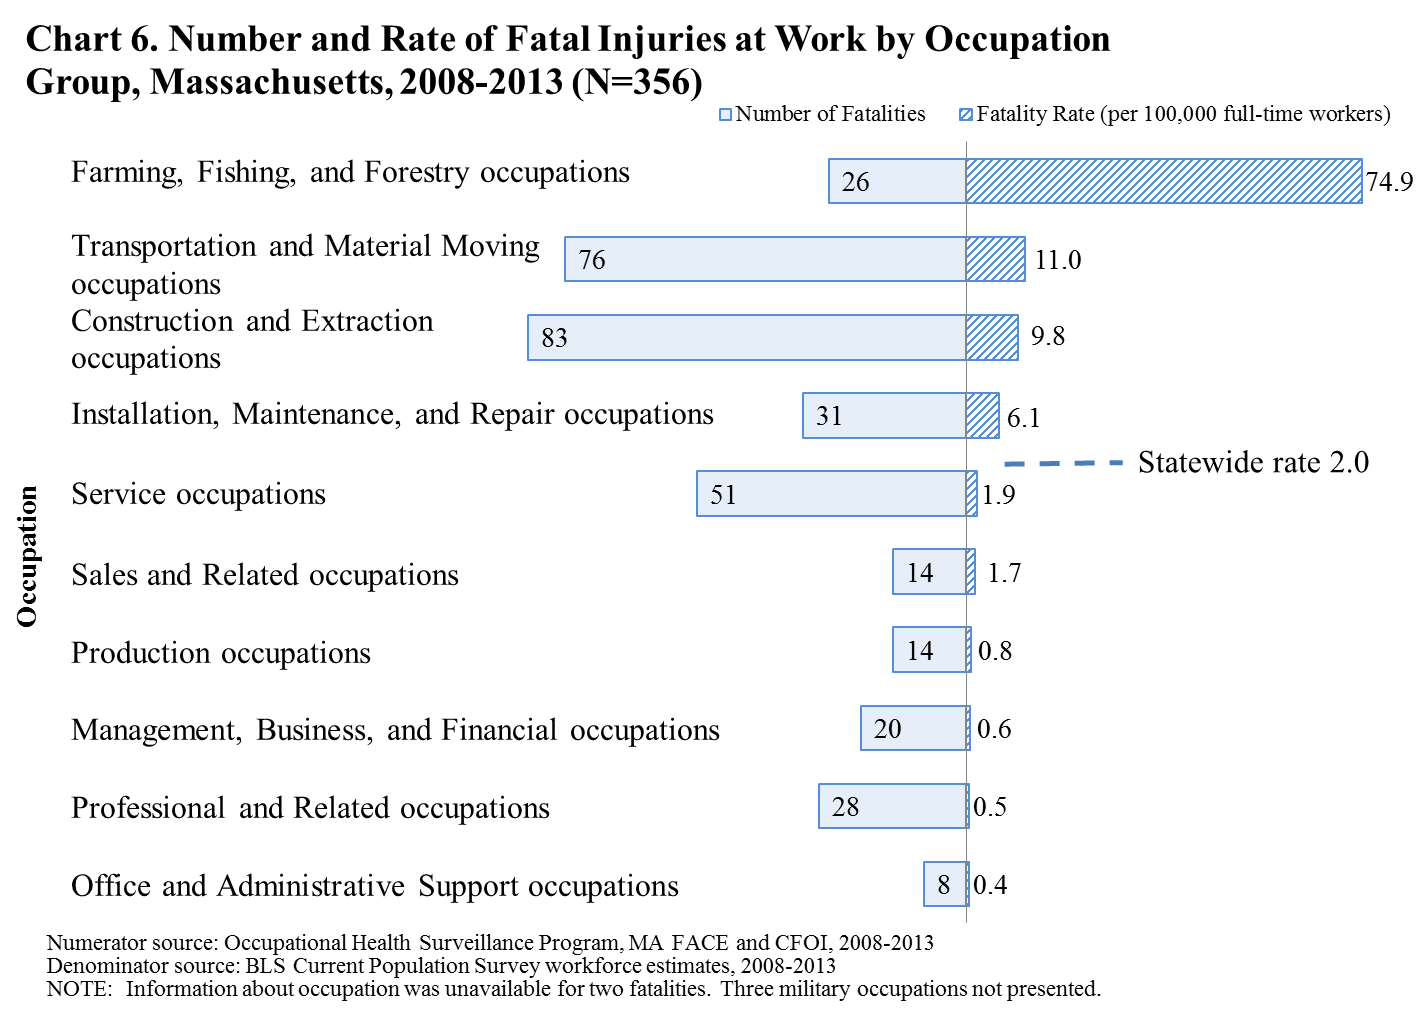 Chart 6. Number and Rate of Fatal Injuries at Work by Occupation
Group, Massachusetts, 2008-2013 (N=356)
Number of Fatalities
Fatality Rate (per 100,000 full-time workers)
Farming, Fishing, and Forestry occupations
26
74.9
Transportation and Material Moving
occupations
76
11.0
Construction and Extraction
occupations
83
9.8
Installation, Maintenance, and Repair occupations
31
6.1
Statewide rate 2.0
Service occupations
51
1.9
Occupation
Sales and Related occupations
14
1.7
Production occupations
14
0.8
Management, Business, and Financial occupations
20
0.6
Professional and Related occupations
28
0.5
Office and Administrative Support occupations
8
0.4
Numerator source: Occupational Health Surveillance Program, MA FACE and CFOI, 2008-2013
Denominator source: BLS Current Population Survey workforce estimates, 2008-2013
NOTE: Information about occupation was unavailable for two fatalities. Three military occupations not presented.